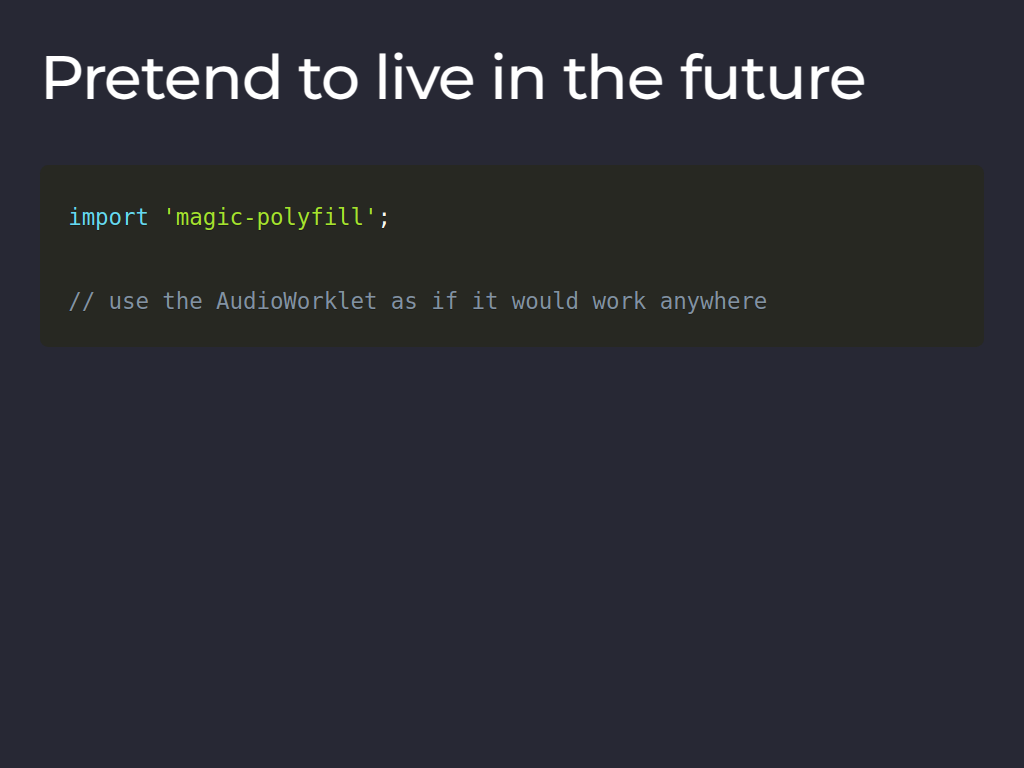 Pretend to live in the future
import 'magic-polyfill';
// use the AudioWorklet as if it would work anywhere